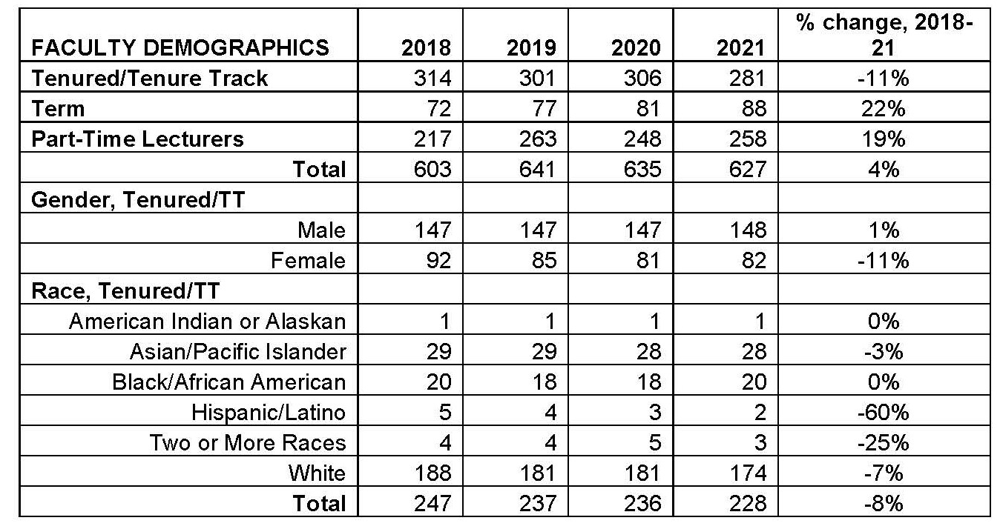 FACULTY DEMOGRAPHICS 2018 2019 2020 2021 % change, 2018-
21
Tenured/Tenure Track 314 301 306 281 -11%
Term 72 77 81 88 22%
Part-Time Lecturers 217 263 248 258 19%
Total 603 641 635 627 4%
Gender, Tenured/TT
Male 147 147 147 148 1%
Female 92 85 81 82 -11%
Race, Tenured/TT
American Indian or Alaskan 1 1 1 1 0%
Asian/Pacific Islander 29 29 28 28 -3%
Black/African American 20 18 18 20 0%
Hispanic/Latino 5 4 3 2 -60%
Two or More Races 4 4 5 3 -25%
White 188 181 181 174 -7%
Total 247 237 236 228 -8%